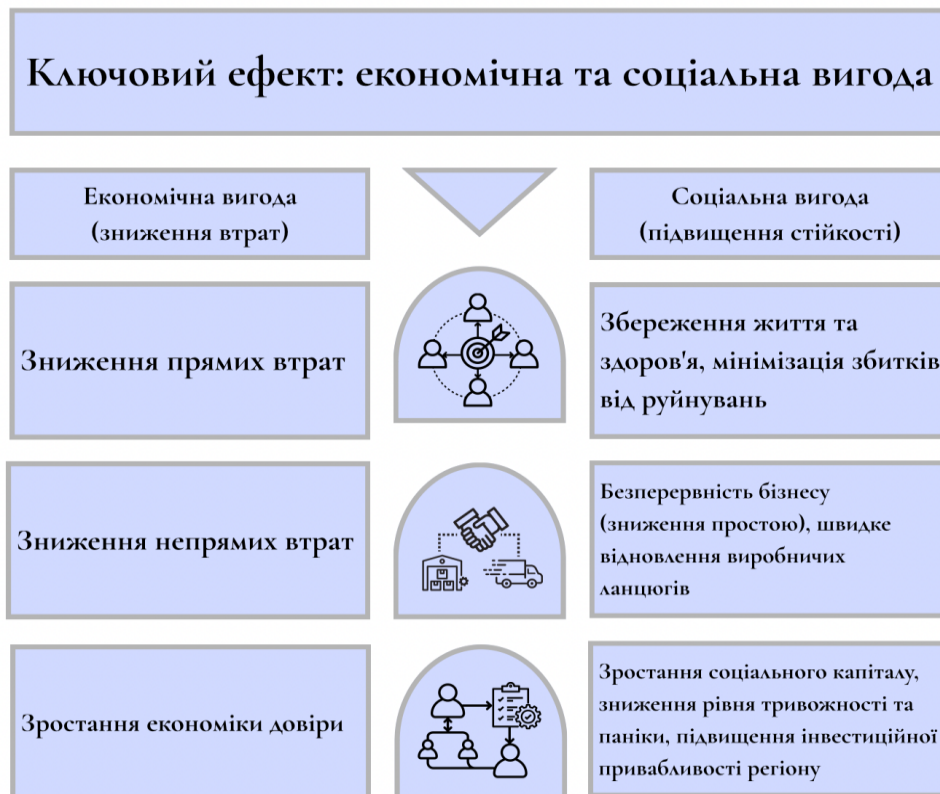 Ключовий ефект: економічна та соціальна вигода
Економічна вигода
(зниження втрат)
Соціальна вигода
(підвищення стійкості)
Зниження прямих втрат
Збереження життя та
здоров'я, мінімізація збитків
від руйнувань
Зниження непрямих втрат
Безперервність бізнесу
(зниження простою), швидке
відновлення виробничих
ланцюгів
Зростання економіки довіри
Зростання соціального капіталу,
зниження рівня тривожності та
паніки, підвищення інвестиційної
привабливості регіону